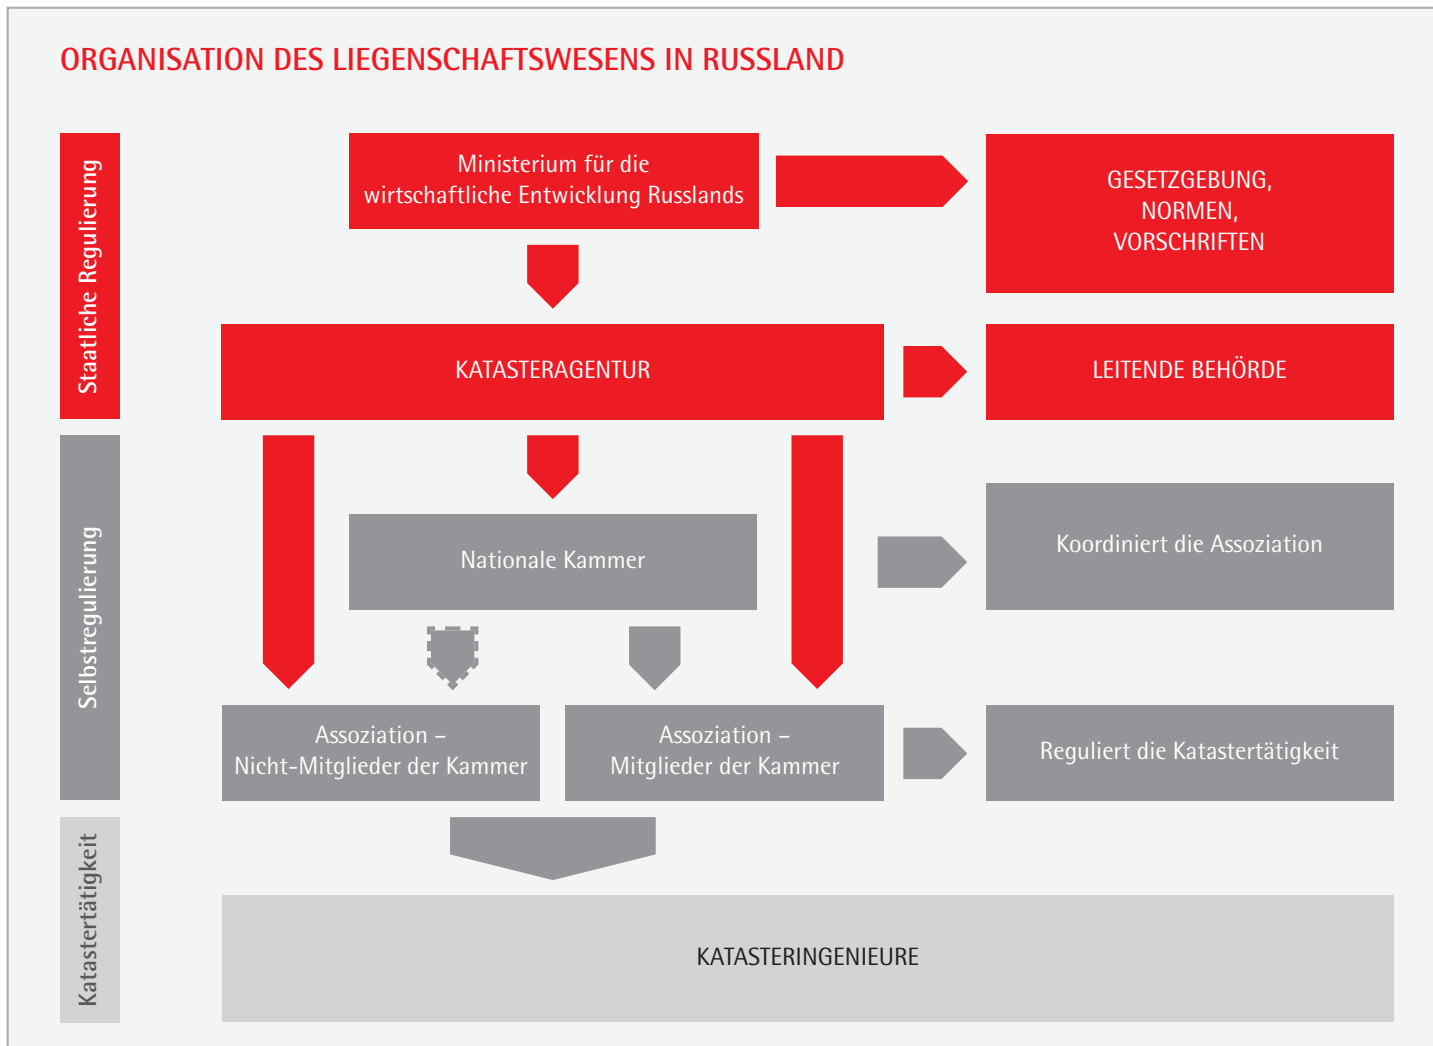 ORGANISATION DES LIEGENSCHAFTSWESENS IN RUSSLAND
Staatliche Regulierung
Ministerium für die
wirtschaftliche Entwicklung Russlands
GESETZGEBUNG,
NORMEN,
VORSCHRIFTEN
KATASTERAGENTUR
LEITENDE BEHÖRDE
Selbstregulierung
Nationale Kammer
Koordiniert die Assoziation
Assoziation –
Nicht-Mitglieder der Kammer
Assoziation –
Mitglieder der Kammer
Reguliert die Katastertätigkeit
Katastertätigkeit
KATASTERINGENIEURE